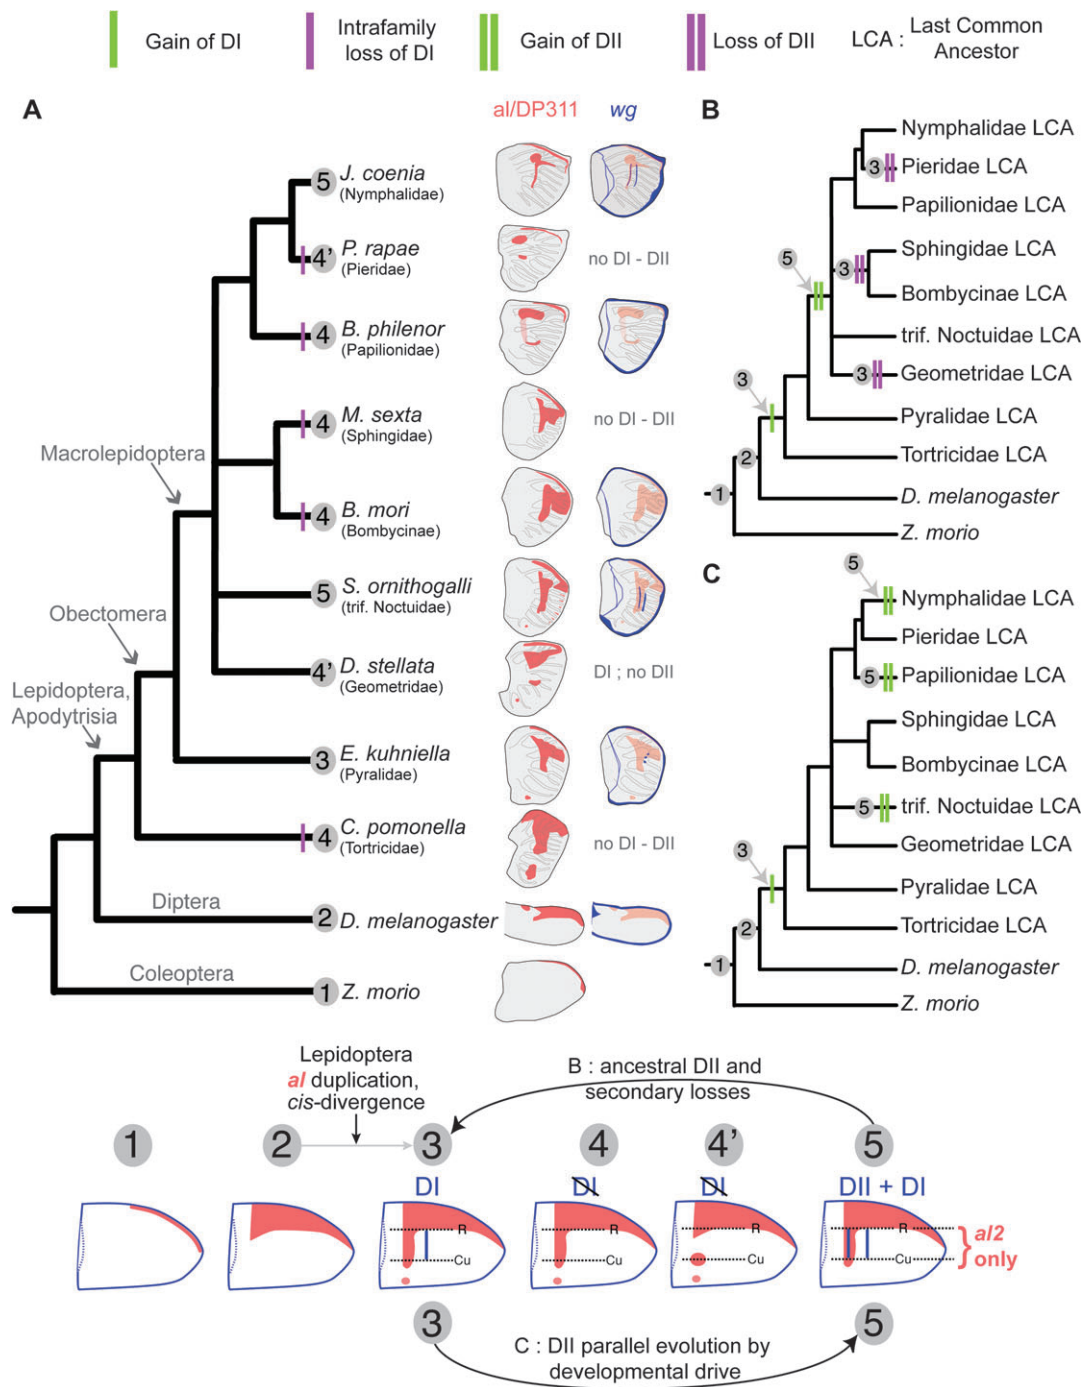 Gain of DI
Intrafamily
loss of DI
Gain of DII
Loss of DII
LCA : Last Common
Ancestor
A
al/DP311
wg
5 J. coenia
(Nymphalidae)
4' P. rapae
(Pieridae)
no DI - DII
4 B. philenor
(Papilionidae)
4 M. sexta
(Sphingidae)
no DI - DII
Macrolepidoptera
4 B. mori
(Bombycinae)
5 S. ornithogalli
(trif. Noctuidae)
Obectomera
4' D. stellata
(Geometridae)
DI ; no DII
Lepidoptera,
Apodytrisia
3 E. kuhniella
(Pyralidae)
4 C. pomonella
(Tortricidae)
no DI - DII
Diptera
2 D. melanogaster
Coleoptera
1 Z. morio
B
Nymphalidae LCA
3 Pieridae LCA
Papilionidae LCA
5
Sphingidae LCA
3
Bombycinae LCA
trif. Noctuidae LCA
3 Geometridae LCA
3
Pyralidae LCA
2 Tortricidae LCA
1 D. melanogaster
Z. morio
C
5
Nymphalidae LCA
Pieridae LCA
5 Papilionidae LCA
Sphingidae LCA
Bombycinae LCA
5 trif. Noctuidae LCA
Geometridae LCA
3
Pyralidae LCA
2 Tortricidae LCA
1 D. melanogaster
Z. morio
Lepidoptera
al duplication,
cis-divergence
B : ancestral DII and
secondary losses
1 2 3 4 4' 5
DI DI DI DII + DI
R R R R
Cu Cu Cu Cu
al2
only
3 5
C : DII parallel evolution by
developmental drive